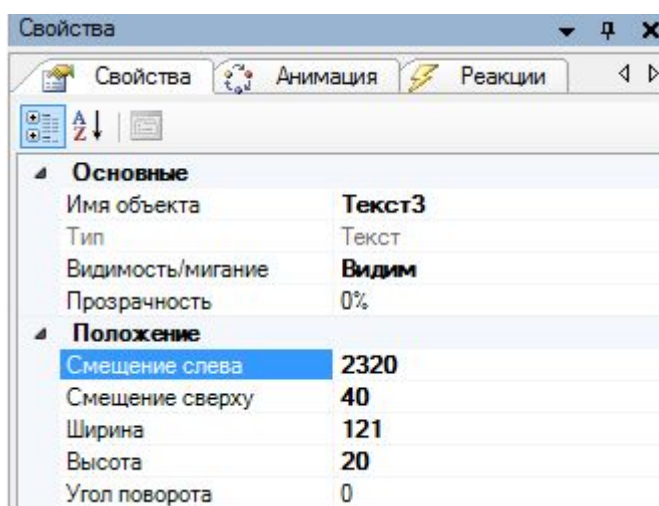 Свойства
Свойства Анимация Реакции
Основные
Имя объекта Текст3
Тип Текст
Видимость/мигание Видим
Прозрачность 0%
Положение
Смещение слева 2320
Смещение сверху 40
Ширина 121
Высота 20
Угол поворота 0